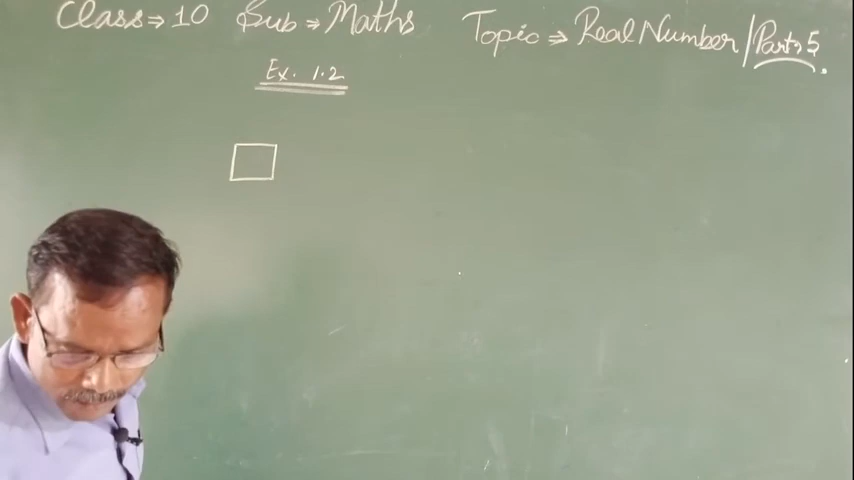 Class ⇒ 10 Sub ⇒ Maths Topic ⇒ Real Number / Part 5
Ex. 1.2